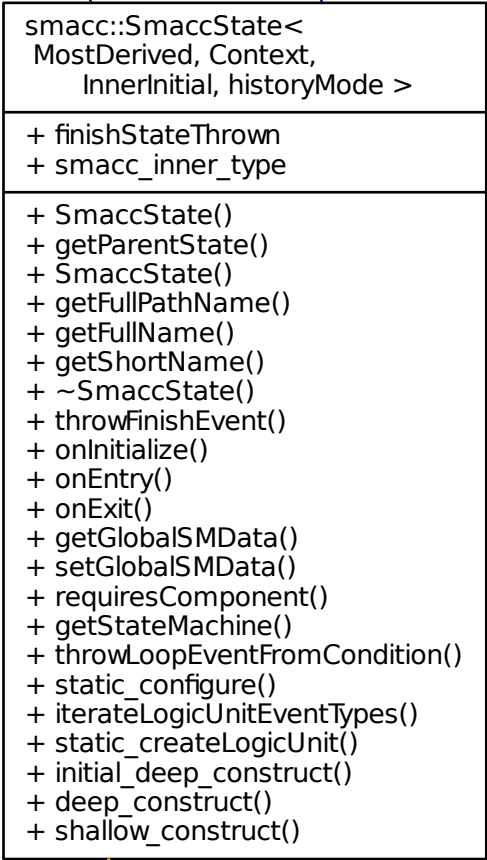 smacc::SmaccState<
MostDerived, Context,
InnerInitial, historyMode >
+ finishStateThrown
+ smacc_inner_type
+ SmaccState()
+ getParentState()
+ SmaccState()
+ getFullPathName()
+ getFullName()
+ getShortName()
+ ~SmaccState()
+ throwFinishEvent()
+ onInitialize()
+ onEntry()
+ onExit()
+ getGlobalSMData()
+ setGlobalSMData()
+ requiresComponent()
+ getStateMachine()
+ throwLoopEventFromCondition()
+ static_configure()
+ iterateLogicUnitEventTypes()
+ static_createLogicUnit()
+ initial_deep_construct()
+ deep_construct()
+ shallow_construct()